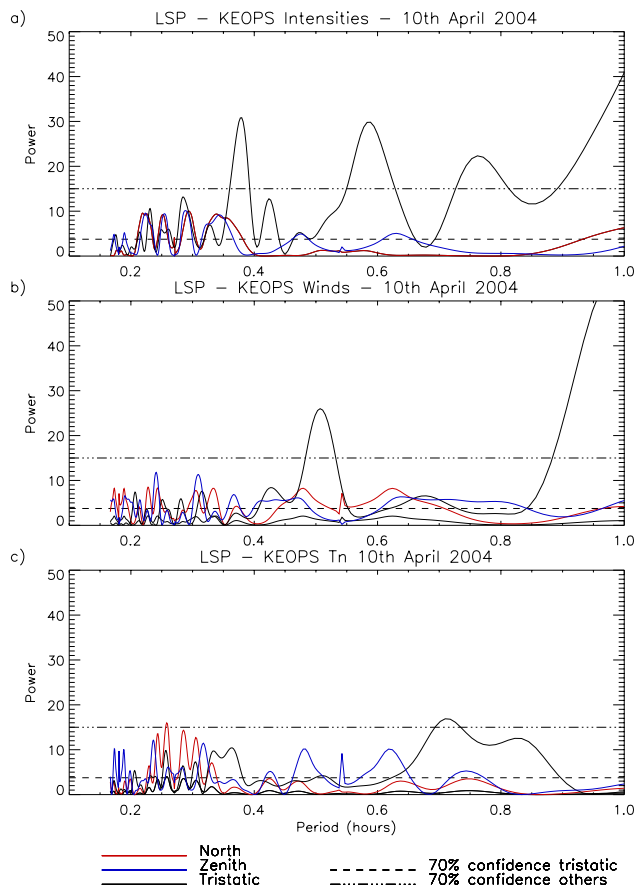 a)
LSP – KEOPS Intensities – 10th April 2004
50
40
30
20
10
0
Power
0.2 0.4 0.6 0.8 1.0
b)
LSP – KEOPS Winds – 10th April 2004
50
40
30
20
10
0
Power
0.2 0.4 0.6 0.8 1.0
c)
LSP – KEOPS Tn 10th April 2004
50
40
30
20
10
0
Power
0.2 0.4 0.6 0.8 1.0
Period (hours)
North
Zenith
Tristatic
70% confidence tristatic
70% confidence others